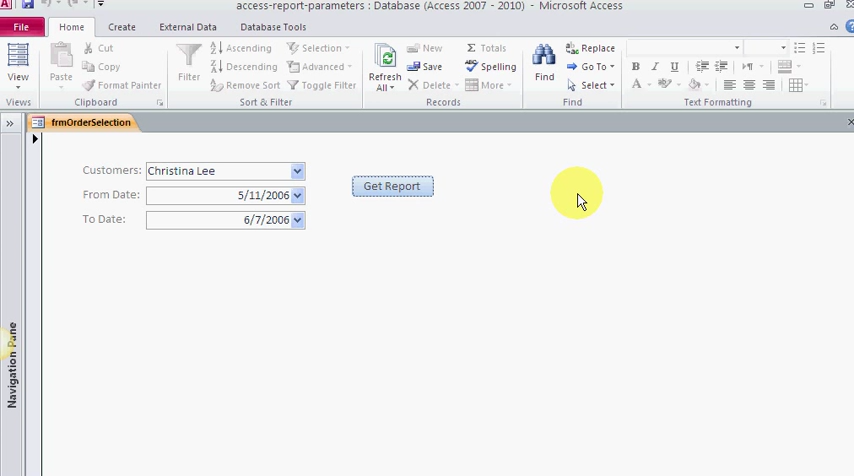 access-report-parameters : Database (Access 2007 - 2010) - Microsoft Access
File Home Create External Data Database Tools
View
Views
Paste
Cut
Copy
Format Painter
Clipboard
Filter
Ascending
Descending
Remove Sort
Selection
Advanced
Toggle Filter
Sort & Filter
Refresh
All
New
Save
Delete
Totals
Spelling
More
Records
Find
Replace
Go To
Select
Find
B I U
A
Text Formatting
frmOrderSelection
Customers: Christina Lee
From Date: 5/11/2006
To Date: 6/7/2006
Get Report
Navigation Pane